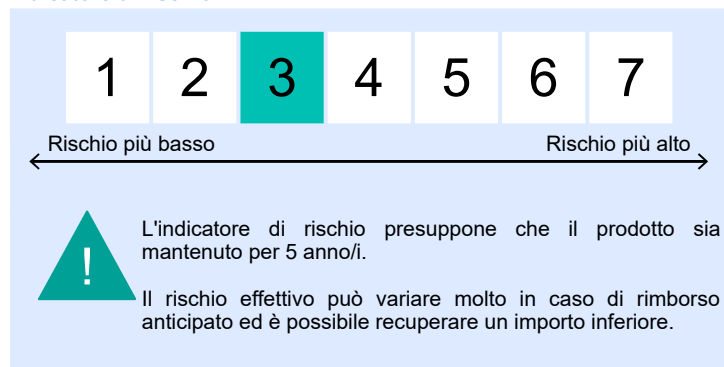 1 2 3 4 5 6 7
Rischio più basso Rischio più alto
L'indicatore di rischio presuppone che il prodotto sia
mantenuto per 5 anno/i.
!
Il rischio effettivo può variare molto in caso di rimborso
anticipato ed è possibile recuperare un importo inferiore.